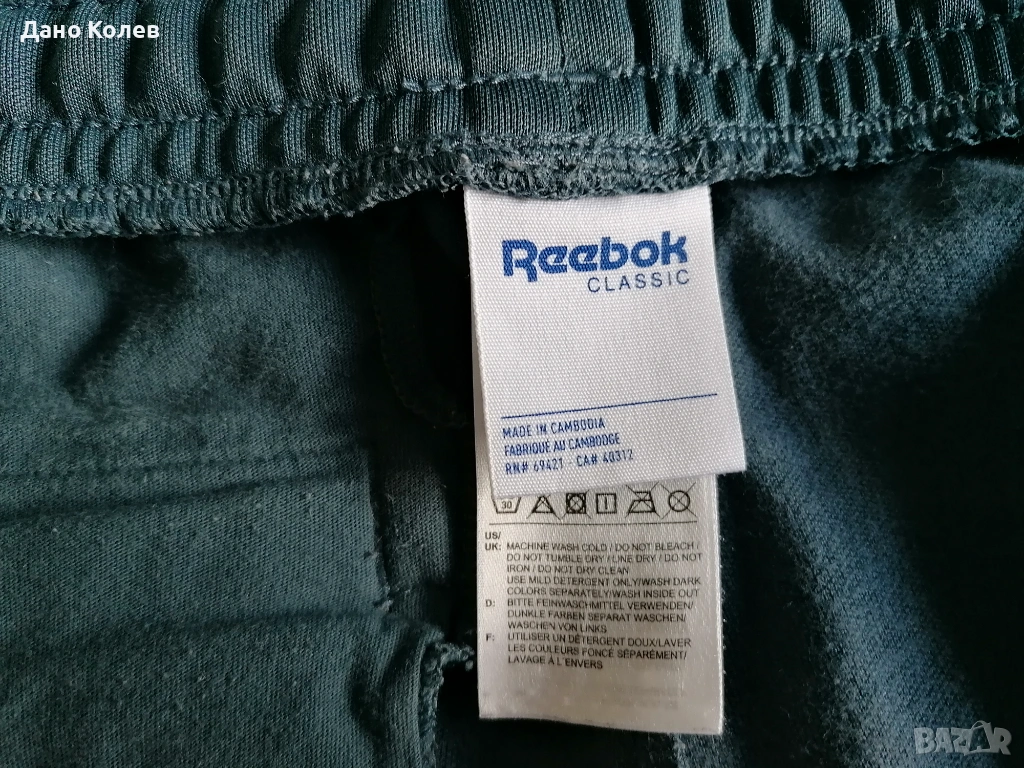 Дано Колев
Reebok
CLASSIC
MADE IN CAMBODIA
FABRIQUE AU CAMBODGE
RN# 69421 - CA# 40312
30
US/
UK: MACHINE WASH COLD / DO NOT BLEACH /
DO NOT TUMBLE DRY / LINE DRY / DO NOT
IRON / DO NOT DRY CLEAN
USE MILD DETERGENT ONLY/WASH DARK
COLORS SEPARATELY/WASH INSIDE OUT
D: BITTE FEINWASCHMITTEL VERWENDEN/
DUNKLE FARBEN SEPARAT WASCHEN/
WASCHEN VON LINKS
F: UTILISER UN DÉTERGENT DOUX/LAVER
LES COULEURS FONCÉ SÉPARÉMENT/
LAVAGE À L'ENVERS
BAZAR